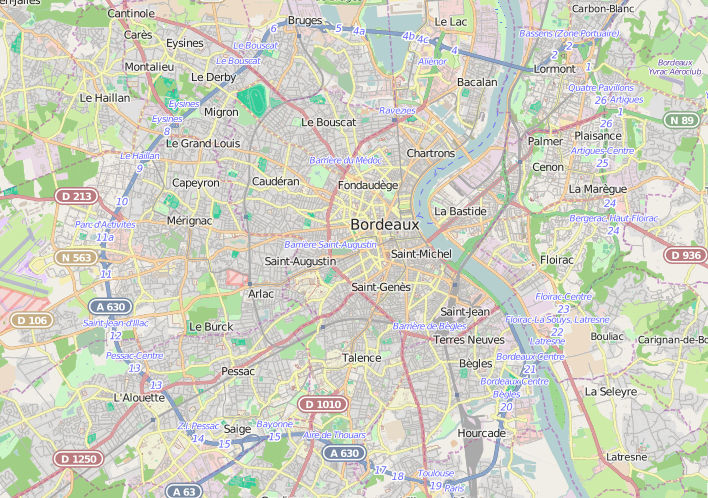 Cantinole
Bruges
Le Lac
Carbon-Blanc
Carès
Eysines
Le Bouscat
Le Bouscat
6
5
4a
4b
4c
4
Bassens (Zone Portuaire)
2
2
Montalieu
Le Derby
Aliénor
Bacalan
Lormont
1
Bordeaux
Yvrac Aeroclub
Le Haillan
Eysines
Eysines
Migron
Ravezies
Quatre Pavillons
26
Artigues
1
8
Le Bouscat
26
N 89
Le Grand Louis
Palmer
Plaisance
Le Haillan
9
Barrière du Médoc
Chartrons
Artigues-Centre
25
Cenon
Capeyron
Caudéran
Fondaudège
La Marègue
D 213
10
24
Mérignac
Bordeaux
La Bastide
Bergerac, Haut Floirac
24
Parc d'Activités
11a
Barrière Saint-Augustin
Saint-Michel
N 563
Saint-Augustin
Floirac
D 936
11
Arlac
Saint-Genès
A 630
Floirac-Centre
23
D 106
Saint-Jean-d'Illac
12
Le Burck
Saint-Jean
Barrière de Bègles
Floirac-La Souys, Latresne
22
Latresne
Terres Neuves
Bouliac
Carignan-de-Bo
Pessac-Centre
13
13
Talence
Bègles
Bordeaux Centre
21
Pessac
Bordeaux Centre
Bègles
La Seleyre
L'Alouette
D 1010
20
24
Pessac
14
Saige
15
Bayonne
15
Aire de Thouars
Hourcade
D 1250
A 630
17
18
Toulouse
19
Paris
Latresne
A 63